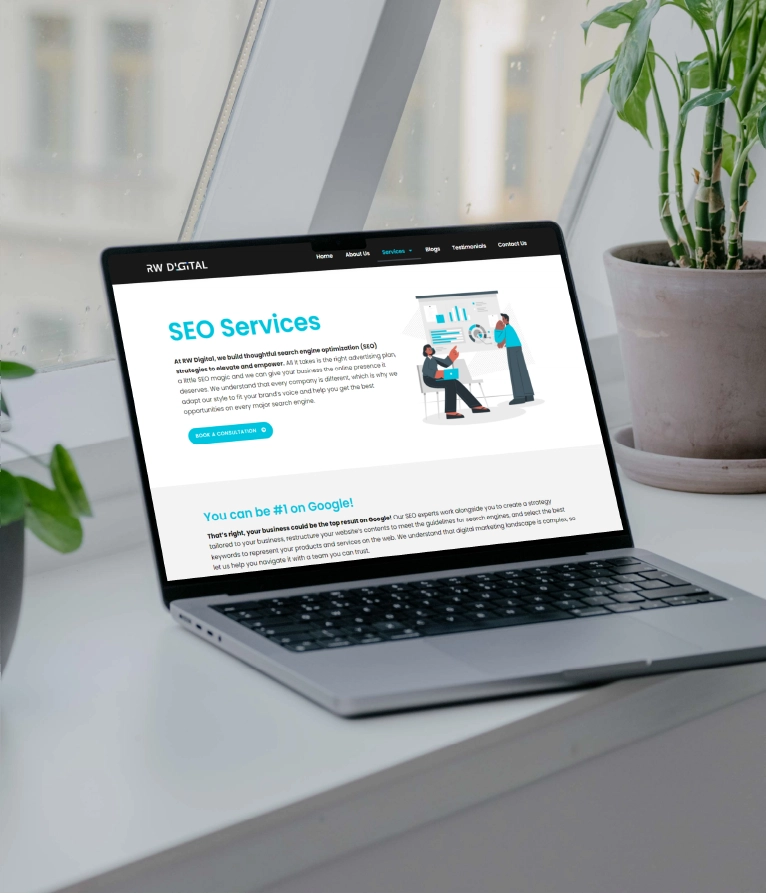 RW DIGITAL
Home About Us Services Blogs Testimonials Contact Us
SEO Services
At RW Digital, we build thoughtful search engine optimization (SEO)
strategies to elevate and empower. All it takes is the right advertising plan,
a little SEO magic and we can give your business the online presence it
deserves. We understand that every company is different, which is why we
adapt our style to fit your brand's voice and help you get the best
opportunities on every major search engine.
BOOK A CONSULTATION
You can be #1 on Google!
That's right, your business could be the top result on Google! Our SEO experts work alongside you to create a strategy
tailored to your business, restructure your website's contents to meet the guidelines for search engines, and select the best
keywords to represent your products and services on the web. We understand that digital marketing landscape is complex, so
let us help you navigate it with a team you can trust.